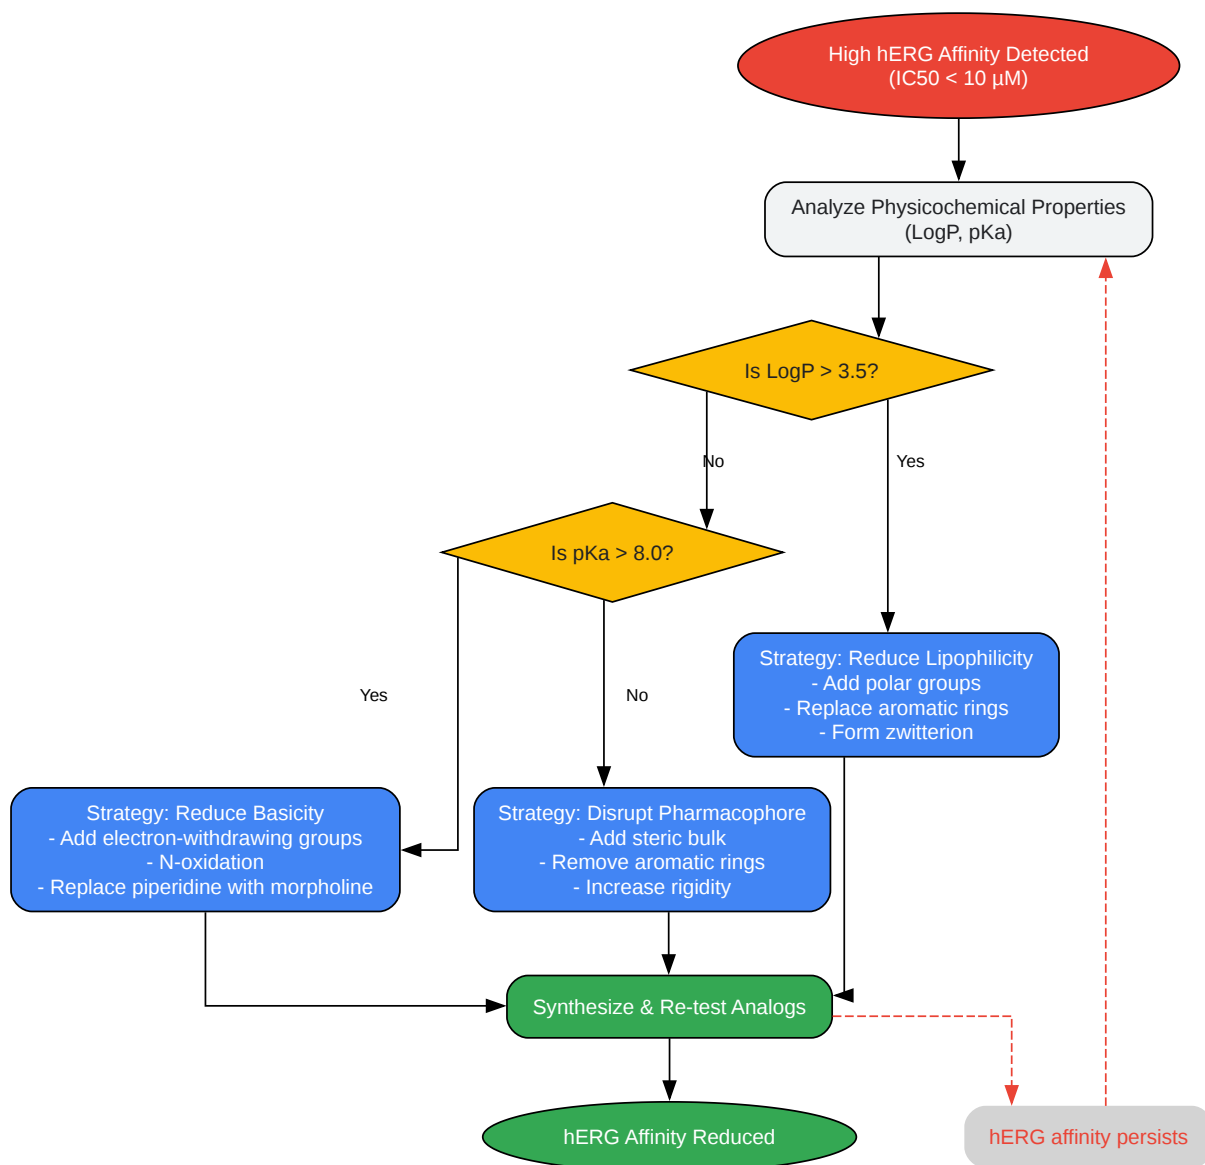 High hERG Affinity Detected
(IC50 < 10 µM)
Analyze Physicochemical Properties
(LogP, pKa)
Is LogP > 3.5?
No
Yes
Is pKa > 8.0?
Yes
No
Strategy: Reduce Lipophilicity
- Add polar groups
- Replace aromatic rings
- Form zwitterion
Strategy: Reduce Basicity
- Add electron-withdrawing groups
- N-oxidation
- Replace piperidine with morpholine
Strategy: Disrupt Pharmacophore
- Add steric bulk
- Remove aromatic rings
- Increase rigidity
Synthesize & Re-test Analogs
hERG Affinity Reduced
hERG affinity persists